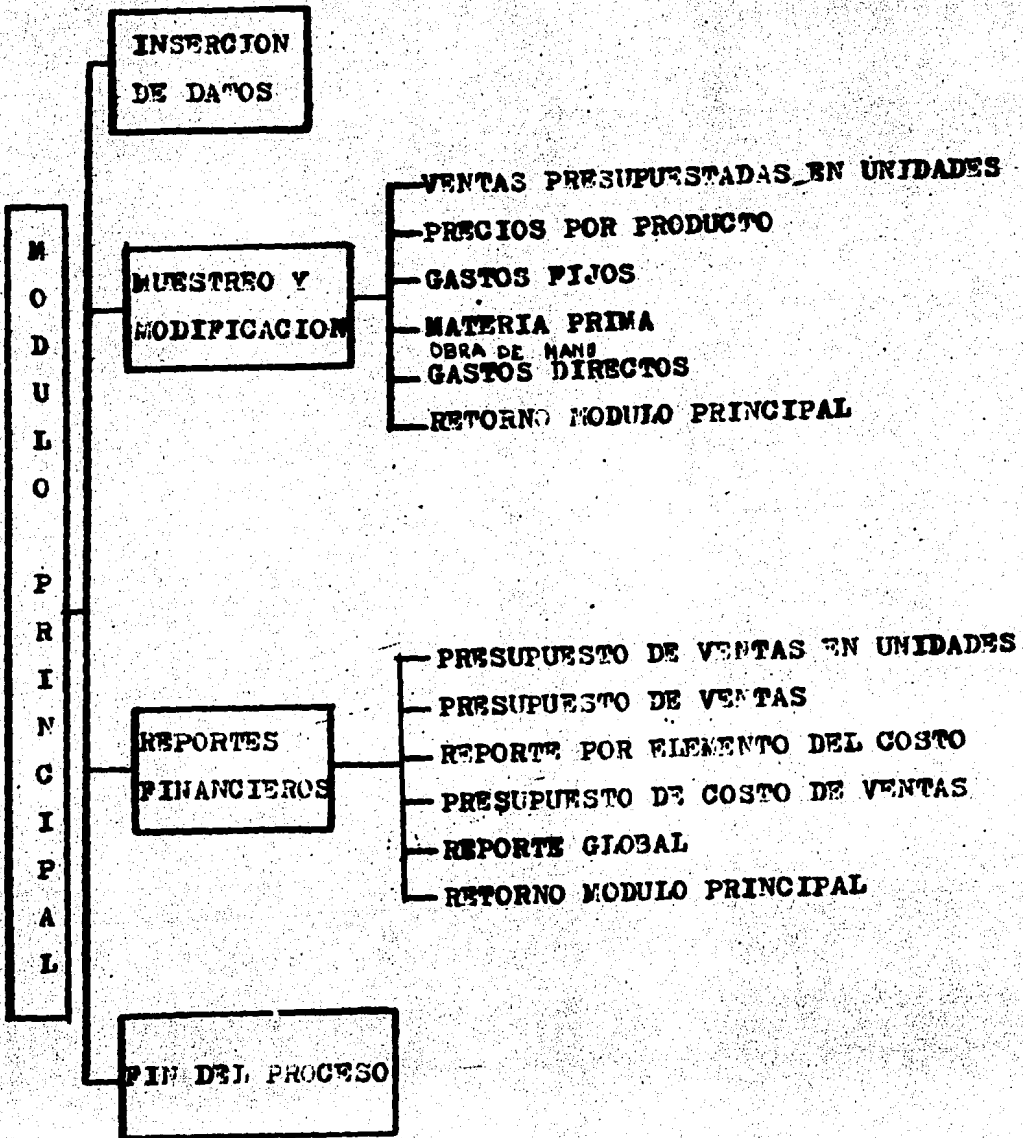 MODULO PRINCIPAL
INSERCION
DE DATOS
MUESTREO Y
MODIFICACION
VENTAS PRESUPUESTADAS EN UNIDADES
PRECIOS POR PRODUCTO
GASTOS FIJOS
MATERIA PRIMA
OBRA DE MANO
GASTOS DIRECTOS
RETORNO MODULO PRINCIPAL
REPORTES
FINANCIEROS
PRESUPUESTO DE VENTAS EN UNIDADES
PRESUPUESTO DE VENTAS
REPORTE POR ELEMENTO DEL COSTO
PRESUPUESTO DE COSTO DE VENTAS
REPORTE GLOBAL
RETORNO MODULO PRINCIPAL
FIN DEL PROCESO